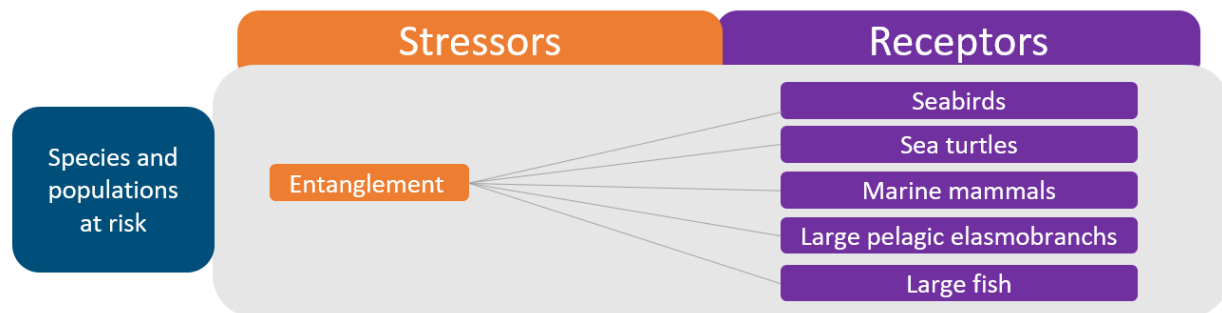 Stressors
Receptors
Species and
populations
at risk
Entanglement
Seabirds
Sea turtles
Marine mammals
Large pelagic elasmobranchs
Large fish